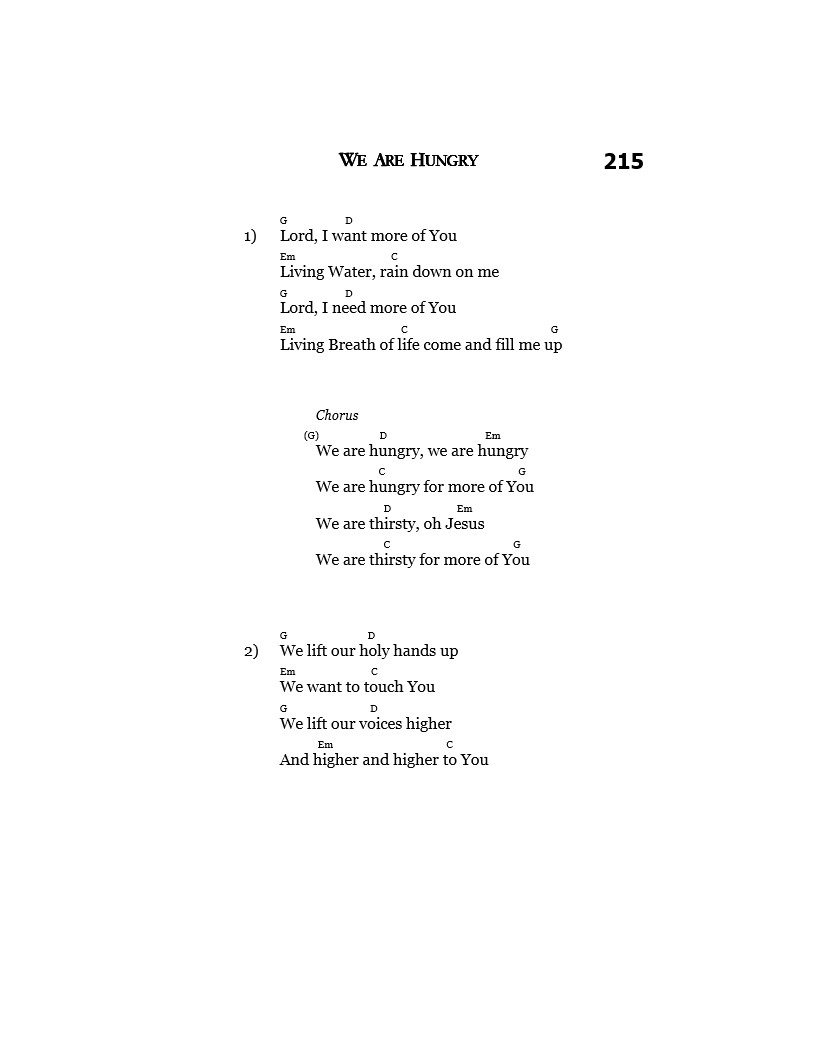 WE ARE HUNGRY 215
G D
1) Lord, I want more of You
Em C
Living Water, rain down on me
G D
Lord, I need more of You
Em C G
Living Breath of life come and fill me up
Chorus
(G) D Em
We are hungry, we are hungry
C G
We are hungry for more of You
D Em
We are thirsty, oh Jesus
C G
We are thirsty for more of You
G D
2) We lift our holy hands up
Em C
We want to touch You
G D
We lift our voices higher
Em C
And higher and higher to You